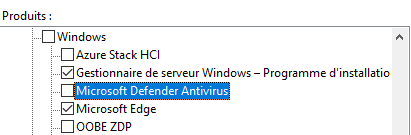 Produits :
Windows
Azure Stack HCI
Gestionnaire de serveur Windows – Programme d'installatio
Microsoft Defender Antivirus
Microsoft Edge
OOBE ZDP